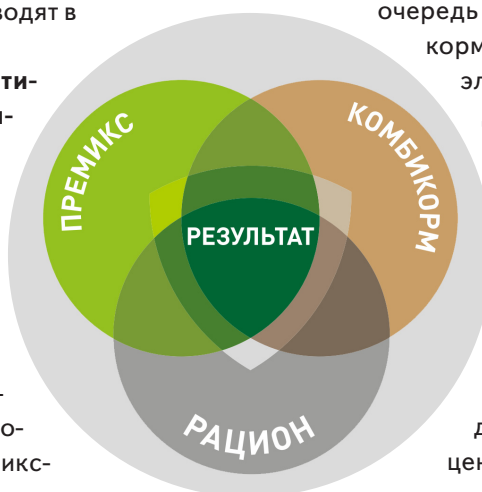 водят в
очередь
корм
ти-
эл
ПРЕМИКС
КОМБИКОРМ
РЕЗУЛЬТАТ
РАЦИОН
о-
икс-
цен